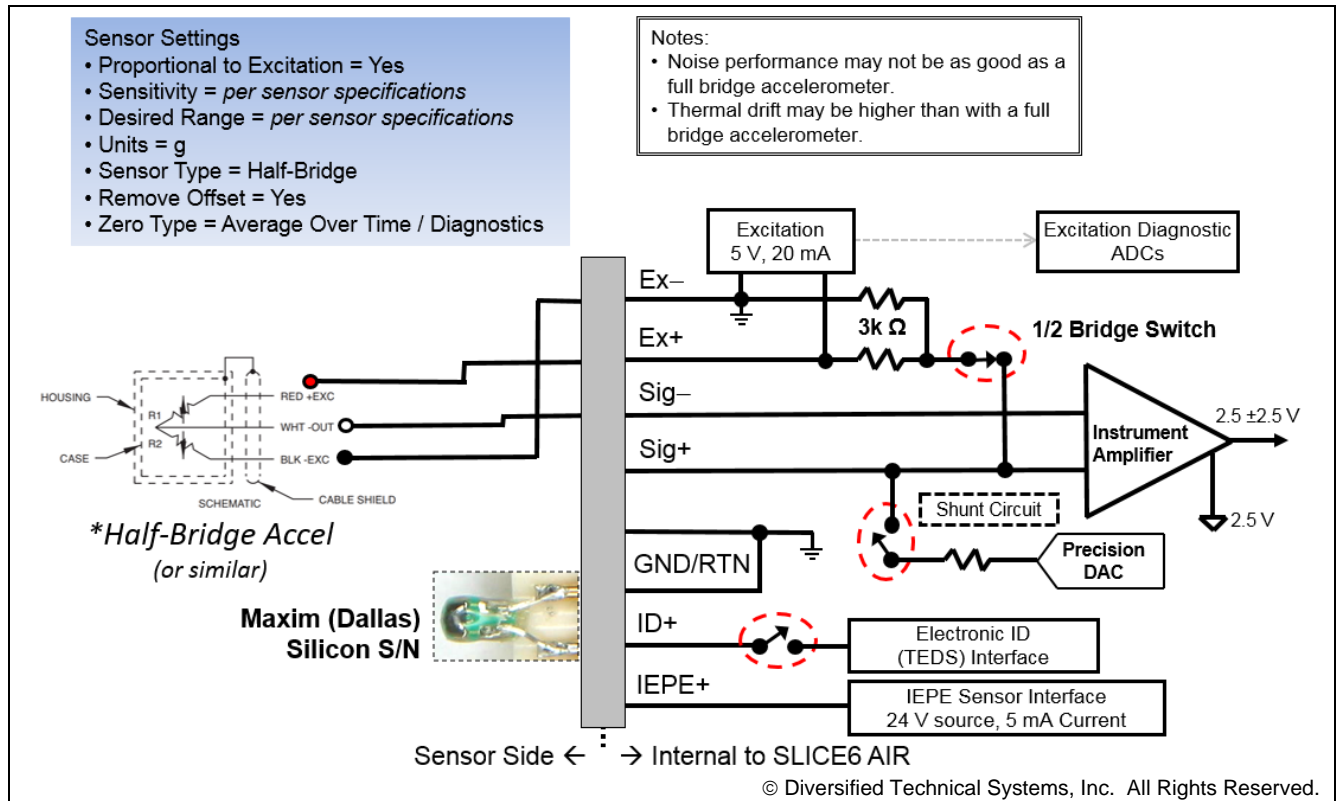 Sensor Settings
• Proportional to Excitation = Yes
• Sensitivity = per sensor specifications
• Desired Range = per sensor specifications
• Units = g
• Sensor Type = Half-Bridge
• Remove Offset = Yes
• Zero Type = Average Over Time / Diagnostics
Notes:
• Noise performance may not be as good as a
full bridge accelerometer.
• Thermal drift may be higher than with a full
bridge accelerometer.
Excitation
5 V, 20 mA
Excitation Diagnostic
ADCs
Ex–
3k Ω
1/2 Bridge Switch
Ex+
Sig–
Sig+
Instrument
Amplifier
2.5 ±2.5 V
2.5 V
HOUSING
CASE
R1
R2
RED +EXC
WHT -OUT
BLK -EXC
SCHEMATIC
CABLE SHIELD
*Half-Bridge Accel
(or similar)
Shunt Circuit
Precision
DAC
GND/RTN
Maxim (Dallas)
Silicon S/N
ID+
Electronic ID
(TEDS) Interface
IEPE+
IEPE Sensor Interface
24 V source, 5 mA Current
Sensor Side ← → Internal to SLICE6 AIR
© Diversified Technical Systems, Inc. All Rights Reserved.